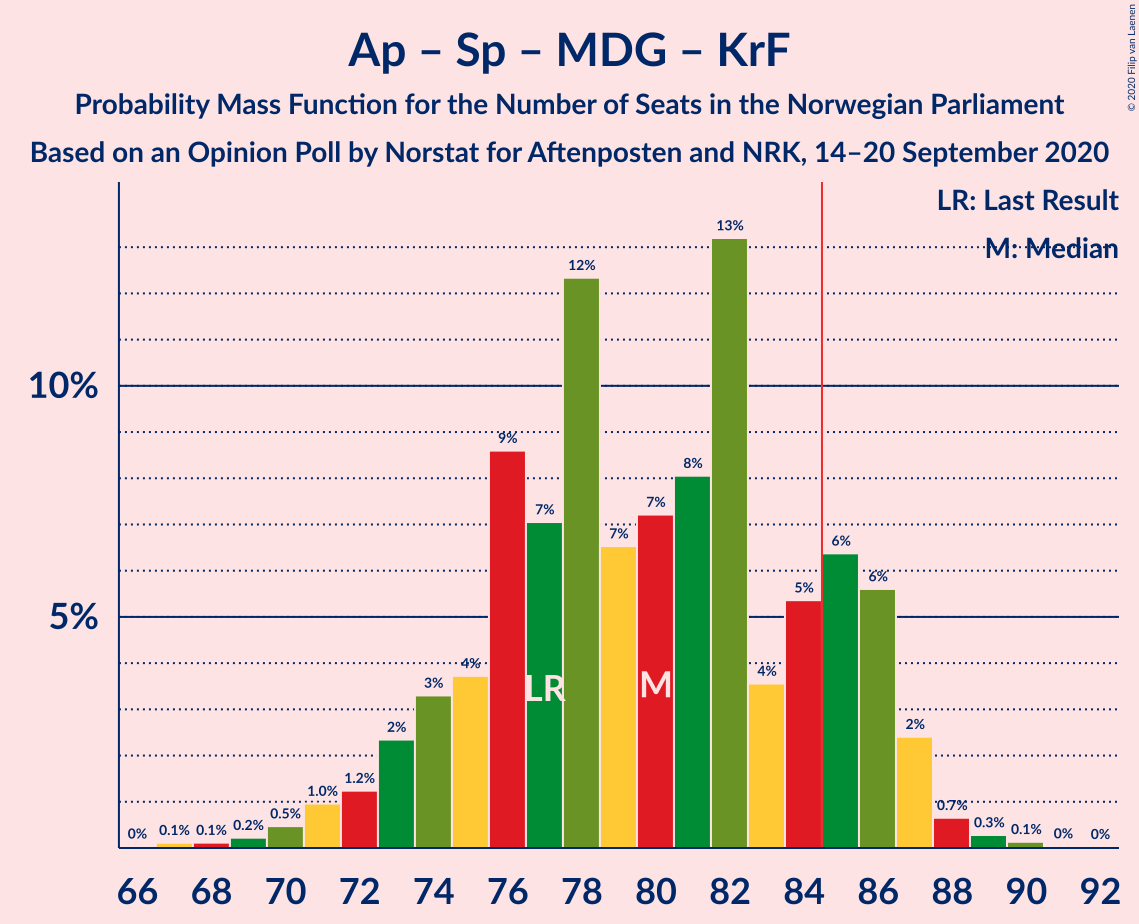 Ap – Sp – MDG – KrF
Probability Mass Function for the Number of Seats in the Norwegian Parliament
Based on an Opinion Poll by Norstat for Aftenposten and NRK, 14–20 September 2020
© 2020 Filip van Laenen
LR: Last Result
M: Median
10%
5%
0% 0.1% 0.1% 0.2% 0.5% 1.0% 1.2% 2% 3% 4% 9% 7% 12% 7% 7% 8% 13% 4% 5% 6% 6% 2% 0.7% 0.3% 0.1% 0% 0%
LR M
66 68 70 72 74 76 78 80 82 84 86 88 90 92